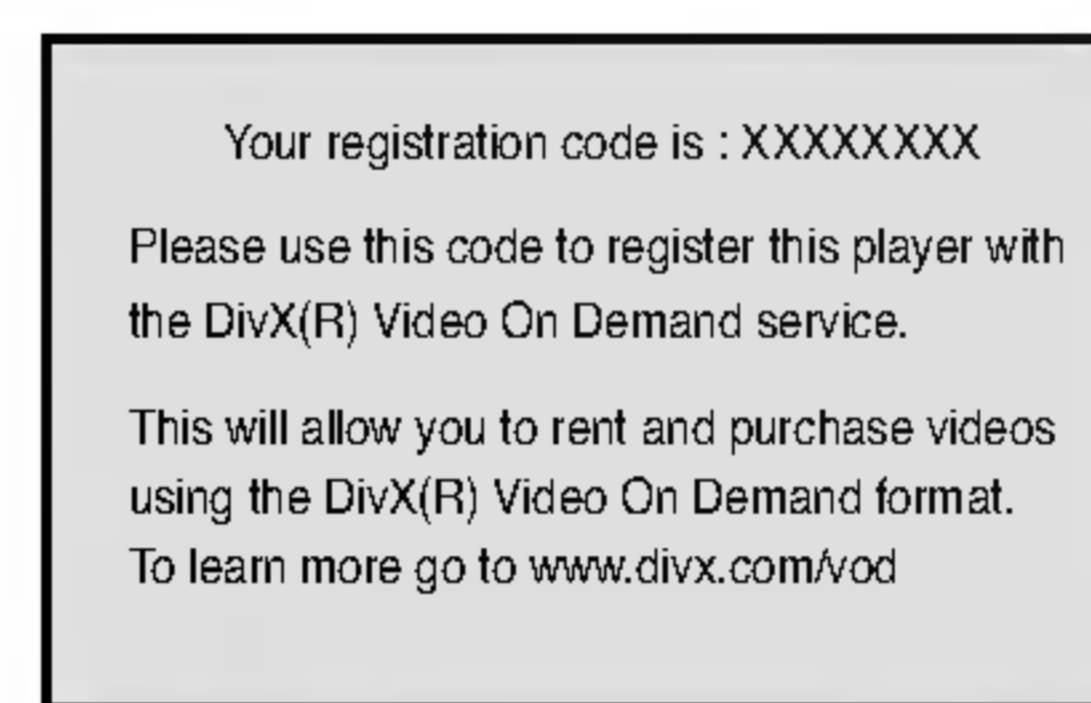 Your registration code is : XXXXXXXX
Please use this code to register this player with
the DivX(R) Video On Demand service.
This will allow you to rent and purchase videos
using the DivX(R) Video On Demand format.
To learn more go to www.divx.com/vod